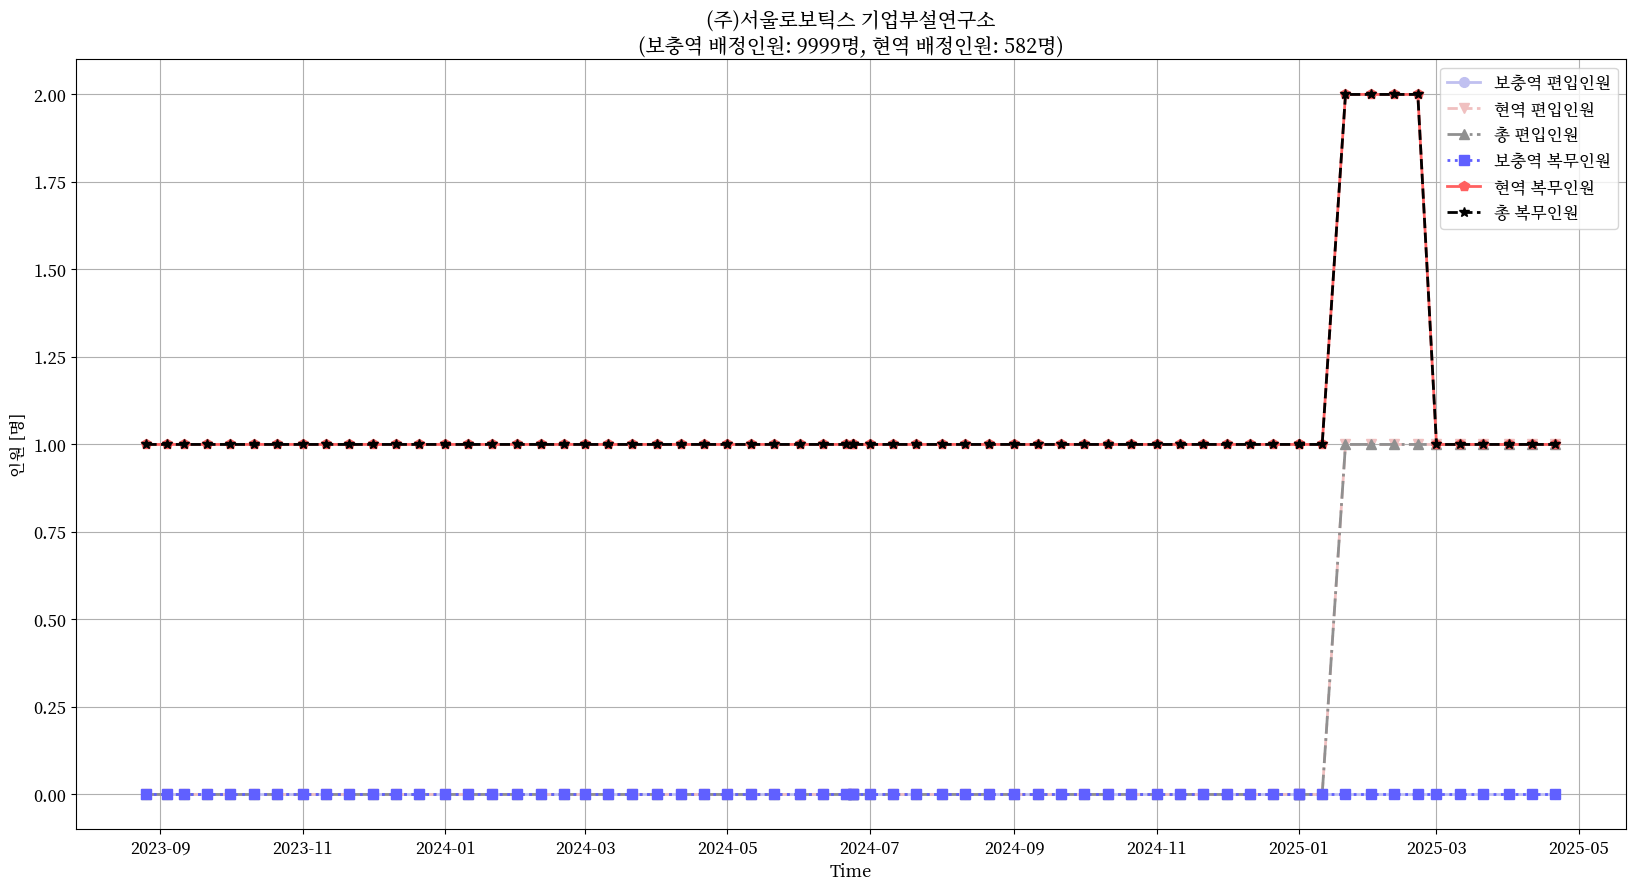 (주)서울로보틱스 기업부설연구소
(보충역 배정인원: 9999명, 현역 배정인원: 582명)
2.00
1.75
1.50
1.25
1.00
0.75
0.50
0.25
0.00
인원 [명]
보충역 편입인원
현역 편입인원
총 편입인원
보충역 복무인원
현역 복무인원
총 복무인원
2023-09
2023-11
2024-01
2024-03
2024-05
2024-07
2024-09
2024-11
2025-01
2025-03
2025-05
Time